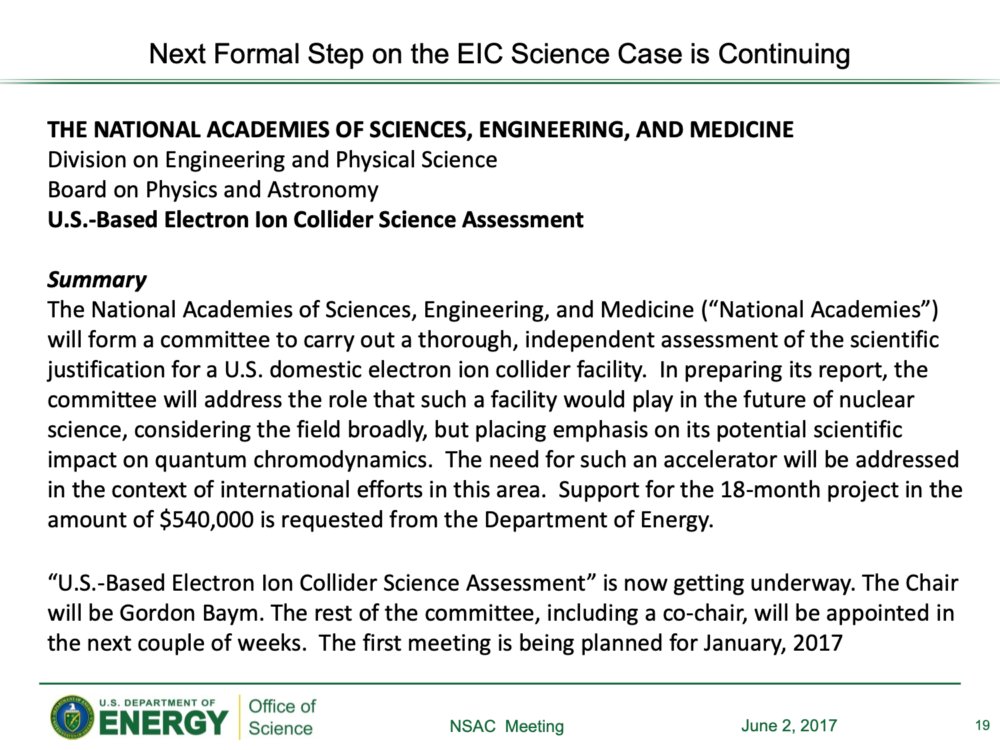 Next Formal Step on the EIC Science Case is Continuing
THE NATIONAL ACADEMIES OF SCIENCES, ENGINEERING, AND MEDICINE
Division on Engineering and Physical Science
Board on Physics and Astronomy
U.S.-Based Electron Ion Collider Science Assessment
Summary
The National Academies of Sciences, Engineering, and Medicine (“National Academies”)
will form a committee to carry out a thorough, independent assessment of the scientific
justification for a U.S. domestic electron ion collider facility.  In preparing its report, the
committee will address the role that such a facility would play in the future of nuclear
science, considering the field broadly, but placing emphasis on its potential scientific
impact on quantum chromodynamics.  The need for such an accelerator will be addressed
in the context of international efforts in this area.  Support for the 18-month project in the
amount of $540,000 is requested from the Department of Energy.
“U.S.-Based Electron Ion Collider Science Assessment” is now getting underway. The Chair
will be Gordon Baym. The rest of the committee, including a co-chair, will be appointed in
the next couple of weeks.  The first meeting is being planned for January, 2017
U.S. DEPARTMENT OF
ENERGY
Office of
Science
NSAC  Meeting
June 2, 2017
19